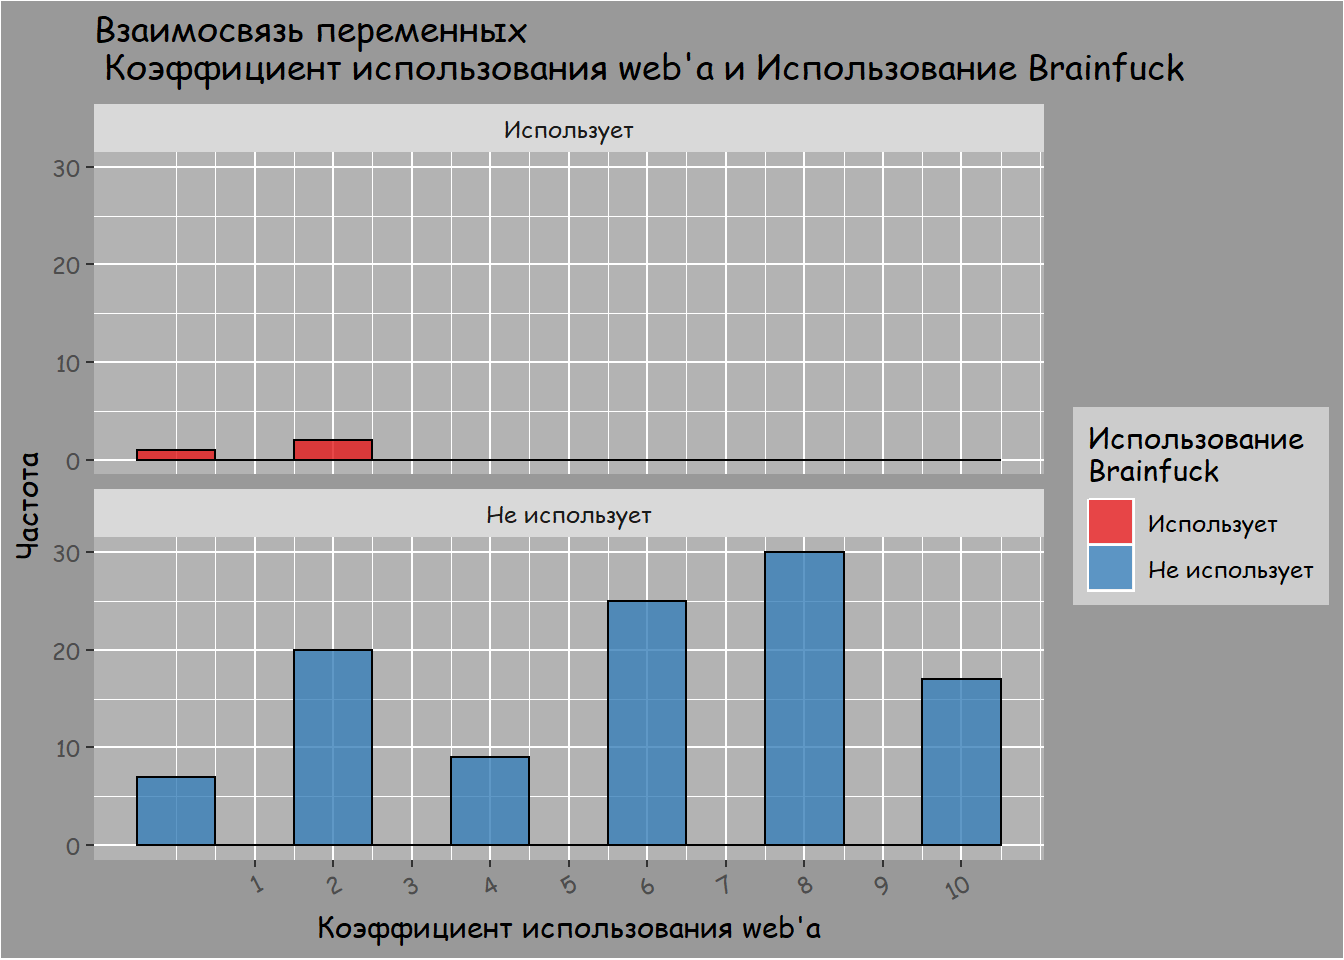 Взаимосвязь переменных
Коэффициент использования web'а и Использование Brainfuck
Использует
30
20
10
0
Не использует
30
20
10
0
1 2 3 4 5 6 7 8 9 10
Коэффициент использования web'а
Частота
Использование
Brainfuck
Использует
Не использует